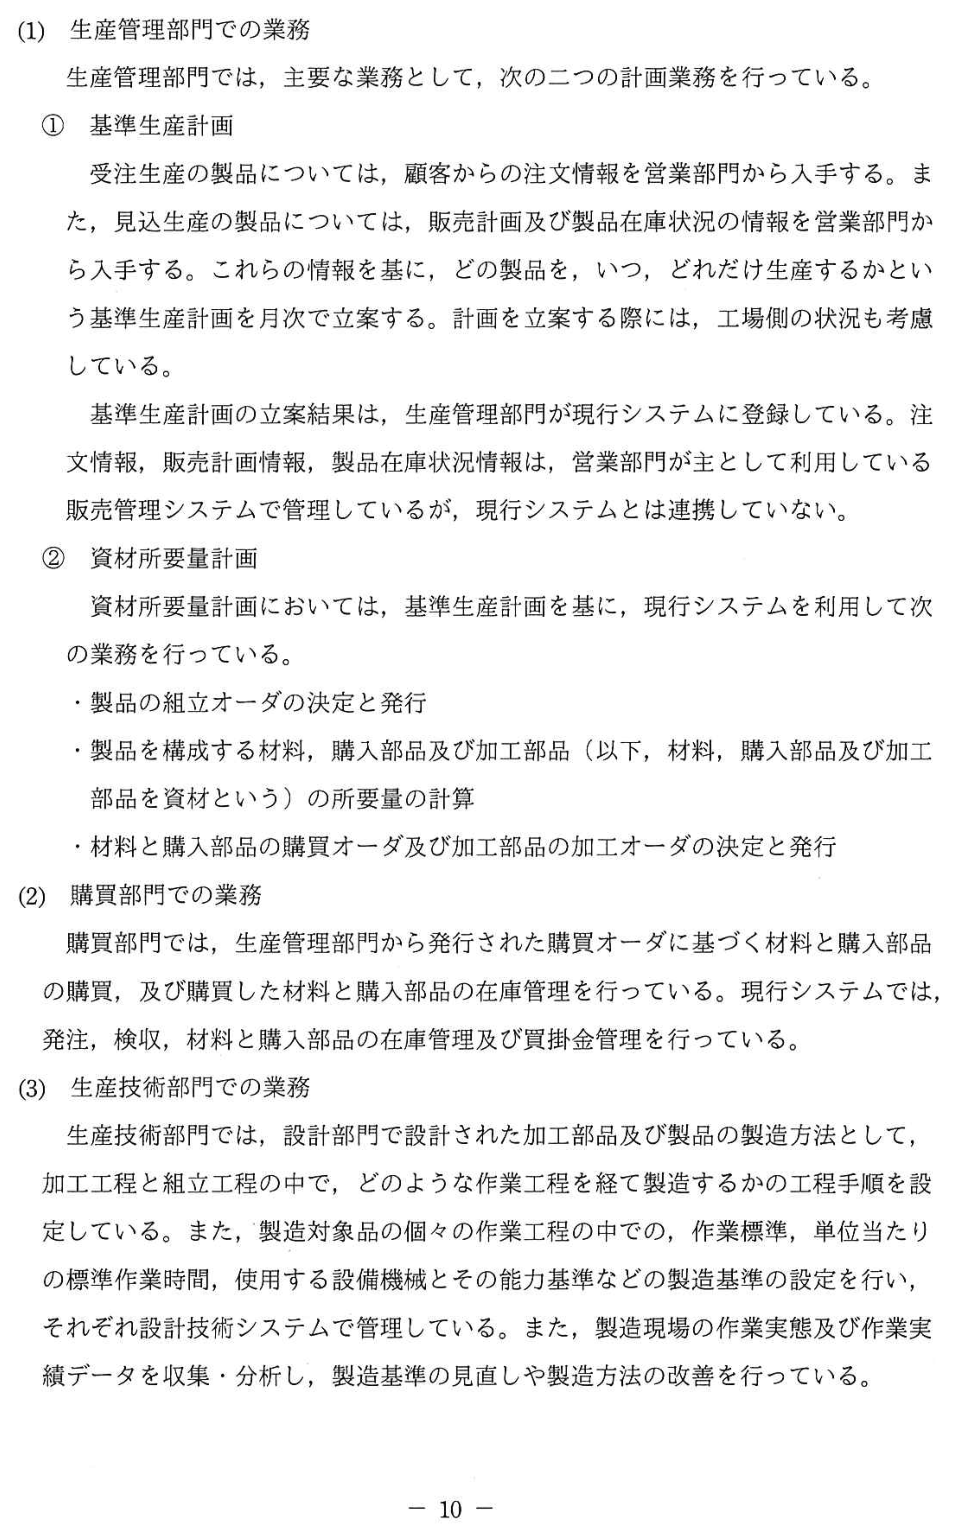 (1) 生産管理部門での業務
生産管理部門では，主要な業務として，次の二つの計画業務を行っている。
① 基準生産計画
受注生産の製品については，顧客からの注文情報を営業部門から入手する。ま
た，見込生産の製品については，販売計画及び製品在庫状況の情報を営業部門か
ら入手する。これらの情報を基に，どの製品を，いつ，どれだけ生産するかとい
う基準生産計画を月次で立案する。計画を立案する際には，工場側の状況も考慮
している。
基準生産計画の立案結果は，生産管理部門が現行システムに登録している。注
文情報，販売計画情報，製品在庫状況情報は，営業部門が主として利用している
販売管理システムで管理しているが，現行システムとは連携していない。
② 資材所要量計画
資材所要量計画においては，基準生産計画を基に，現行システムを利用して次
の業務を行っている。
・製品の組立オーダの決定と発行
・製品を構成する材料，購入部品及び加工部品（以下，材料，購入部品及び加工
部品を資材という）の所要量の計算
・材料と購入部品の購買オーダ及び加工部品の加工オーダの決定と発行
(2) 購買部門での業務
購買部門では，生産管理部門から発行された購買オーダに基づく材料と購入部品
の購買，及び購買した材料と購入部品の在庫管理を行っている。現行システムでは，
発注，検収，材料と購入部品の在庫管理及び買掛金管理を行っている。
(3) 生産技術部門での業務
生産技術部門では，設計部門で設計された加工部品及び製品の製造方法として，
加工工程と組立工程の中で，どのような作業工程を経て製造するかの工程手順を設
定している。また，製造対象品の個々の作業工程の中での，作業標準，単位当たり
の標準作業時間，使用する設備機械とその能力基準などの製造基準の設定を行い，
それぞれ設計技術システムで管理している。また，製造現場の作業実態及び作業実
績データを収集・分析し，製造基準の見直しや製造方法の改善を行っている。
－ 10 －